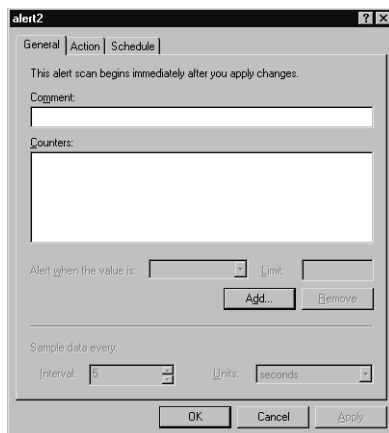 alert2
General Action Schedule
This alert scan begins immediately after you apply changes.
Comment:
Counters:
Alert when the value is: Limit:
Add... Remove
Sample data every:
Interval: 5 Units: seconds
OK Cancel Apply